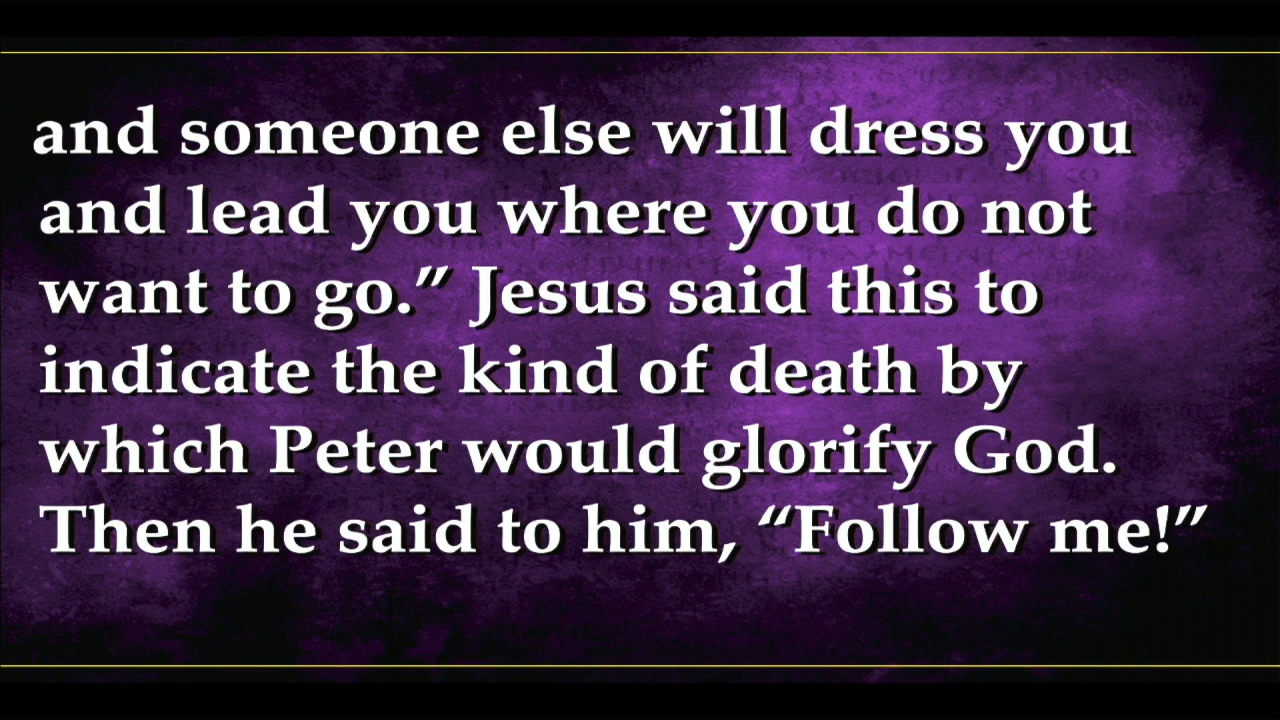 and someone else will dress you
and lead you where you do not
want to go.” Jesus said this to
indicate the kind of death by
which Peter would glorify God.
Then he said to him, “Follow me!”